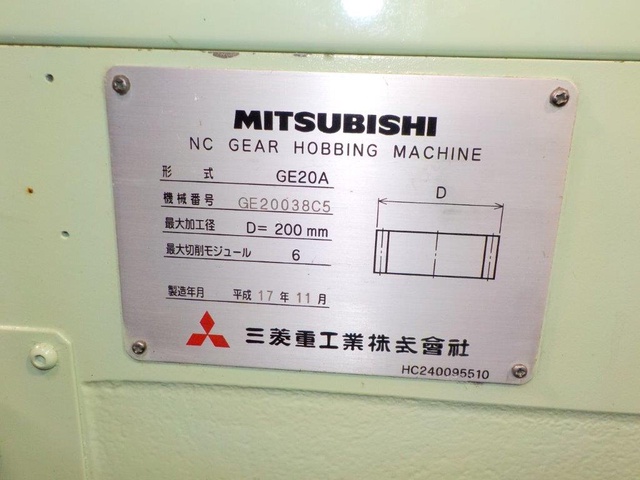 MITSUBISHI
NC GEAR HOBBING MACHINE
形式 GE20A
機械番号 GE20038C5
最大加工径 D= 200 mm
最大切削モジュール 6
製造年月 平成 17 年 11 月
D
三菱重工業株式會社
HC240095510